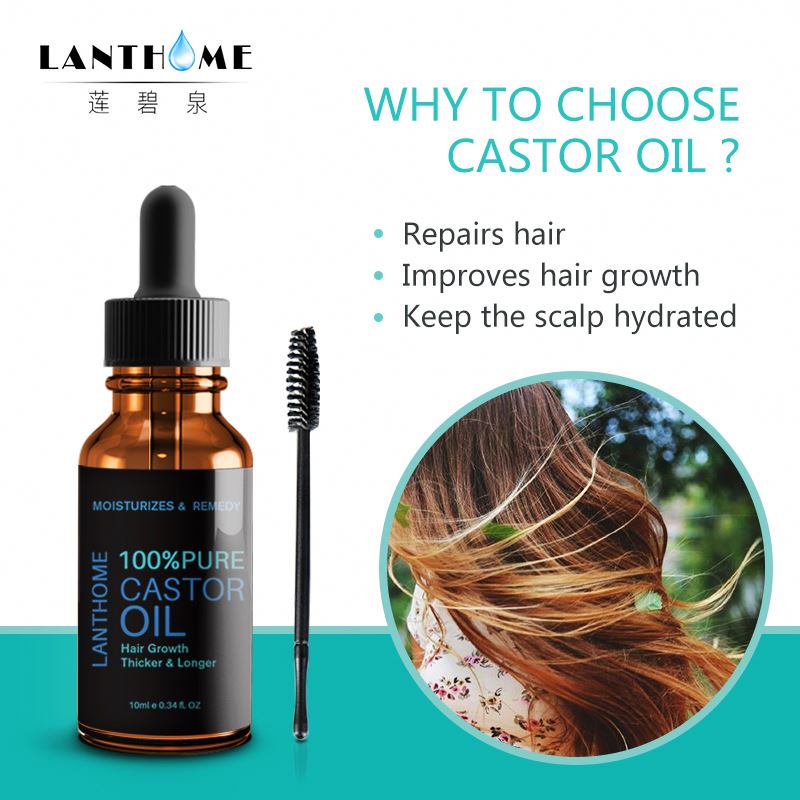 LANTHOME
莲碧泉
WHY TO CHOOSE
CASTOR OIL ?
• Repairs hair
• Improves hair growth
• Keep the scalp hydrated
MOISTURIZES & REMEDY
LANTHOME
100%PURE
CASTOR
OIL
Hair Growth
Thicker & Longer
10ml e 0.34 fl. OZ